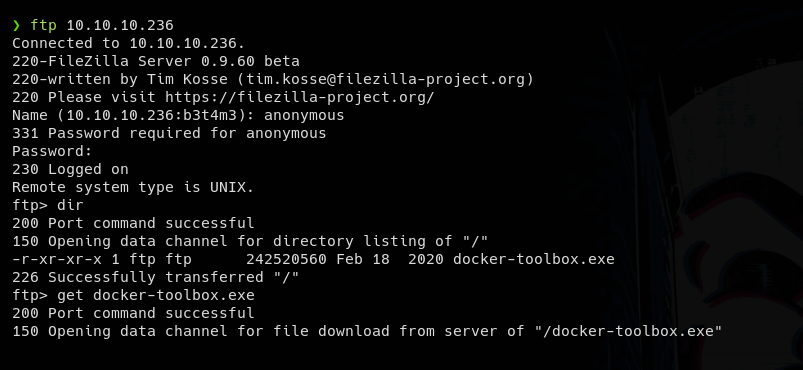 ❯ ftp 10.10.10.236
Connected to 10.10.10.236.
220-FileZilla Server 0.9.60 beta
220-written by Tim Kosse (tim.kosse@filezilla-project.org)
220 Please visit https://filezilla-project.org/
Name (10.10.10.236:b3t4m3): anonymous
331 Password required for anonymous
Password:
230 Logged on
Remote system type is UNIX.
ftp> dir
200 Port command successful
150 Opening data channel for directory listing of "/"
-r-xr-xr-x 1 ftp ftp      242520560 Feb 18  2020 docker-toolbox.exe
226 Successfully transferred "/"
ftp> get docker-toolbox.exe
200 Port command successful
150 Opening data channel for file download from server of "/docker-toolbox.exe"